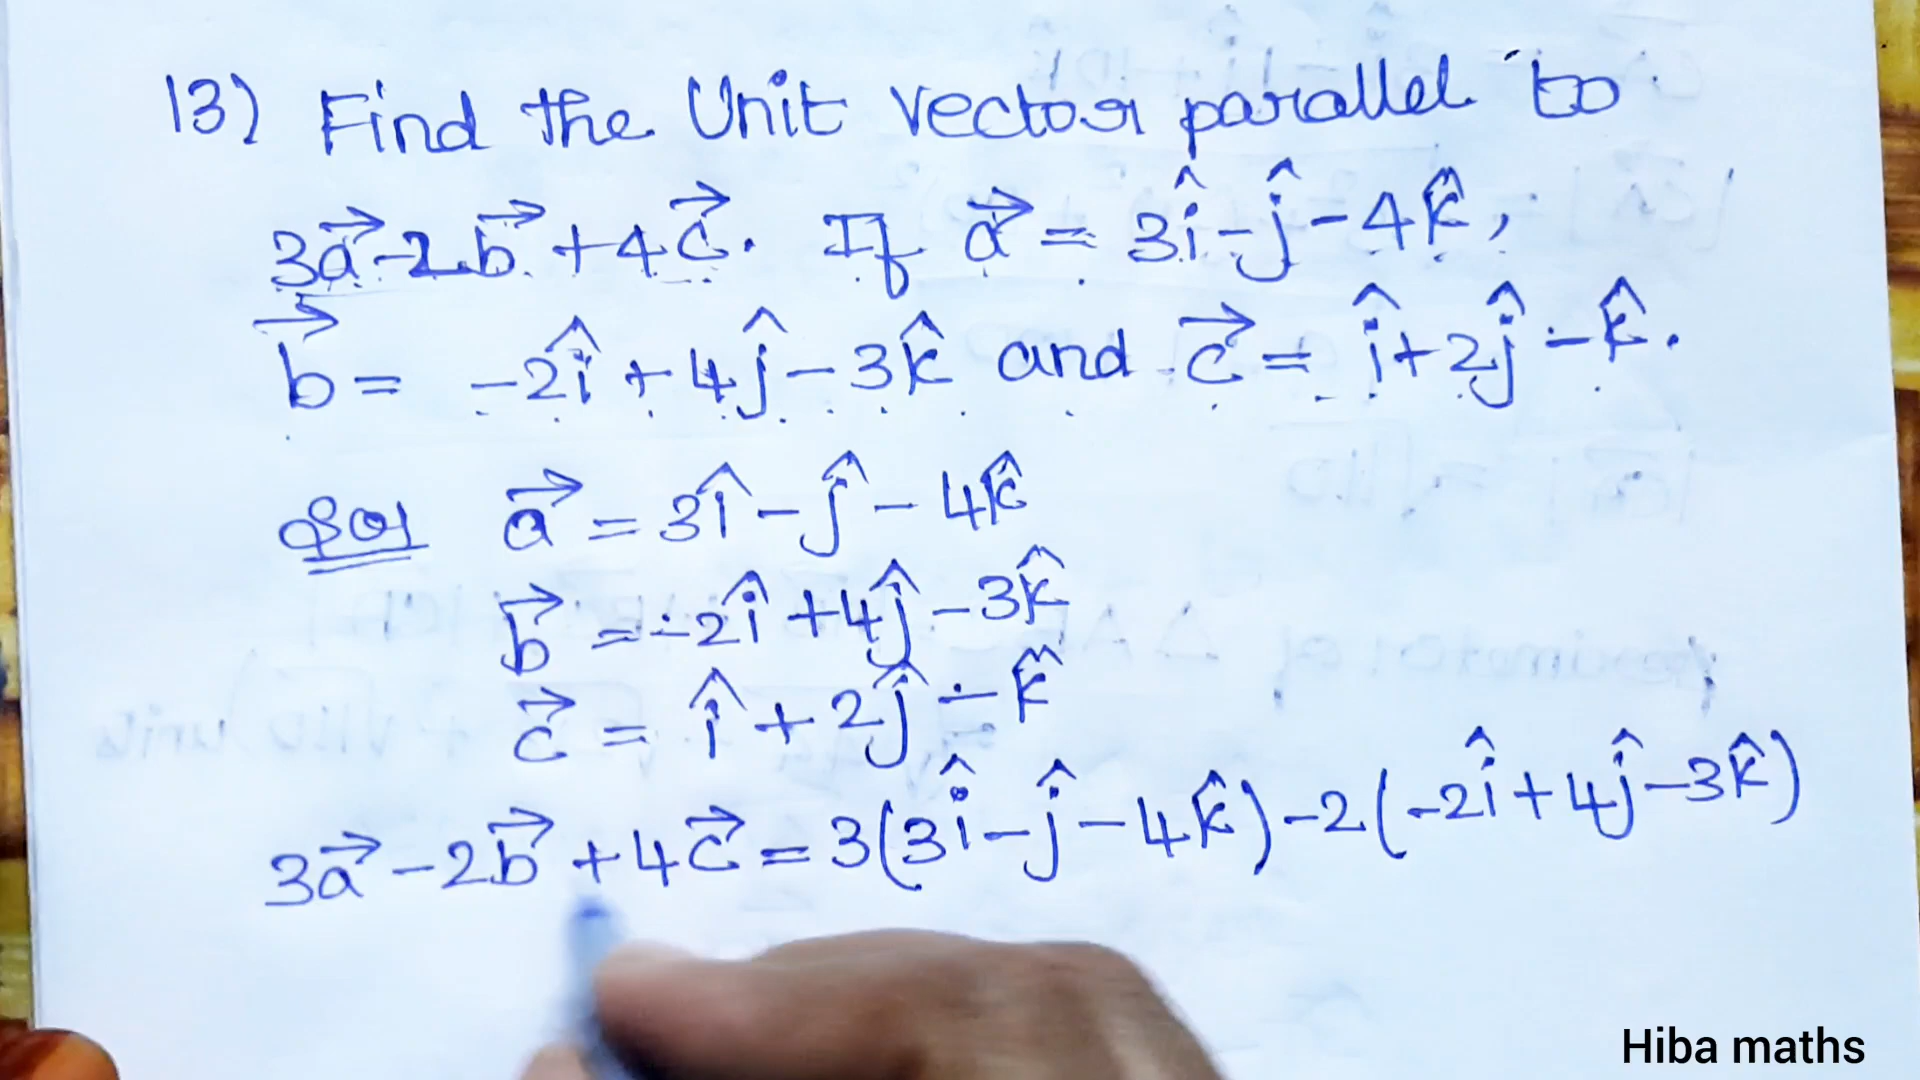 13) Find the Unit vector parallel to
3a⃗ -2b⃗ +4c⃗. If a⃗ = 3î-ĵ-4k̂,
b⃗ = -2î+4ĵ-3k̂ and c⃗ = î+2ĵ-k̂.
Sol a⃗ = 3î-ĵ-4k̂
b⃗ = -2î+4ĵ-3k̂
c⃗ = î+2ĵ-k̂
3a⃗ -2b⃗ +4c⃗ = 3(3î-ĵ-4k̂)-2(-2î+4ĵ-3k̂)
Hiba maths